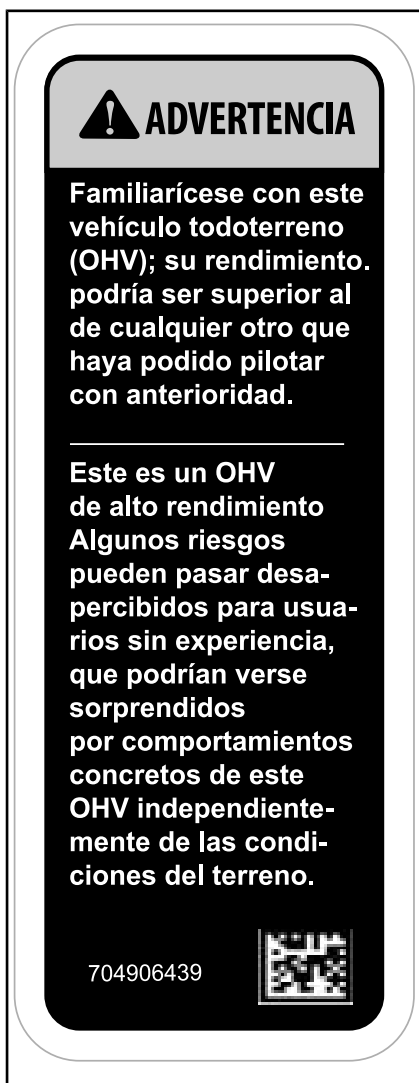 ADVERTENCIA
Familiarícese con este
vehículo todoterreno
(OHV); su rendimiento.
podría ser superior al
de cualquier otro que
haya podido pilotar
con anterioridad.
Este es un OHV
de alto rendimiento
Algunos riesgos
pueden pasar desa-
percibidos para usua-
rios sin experiencia,
que podrían verse
sorprendidos
por comportamientos
concretos de este
OHV independiente-
mente de las condi-
ciones del terreno.
704906439